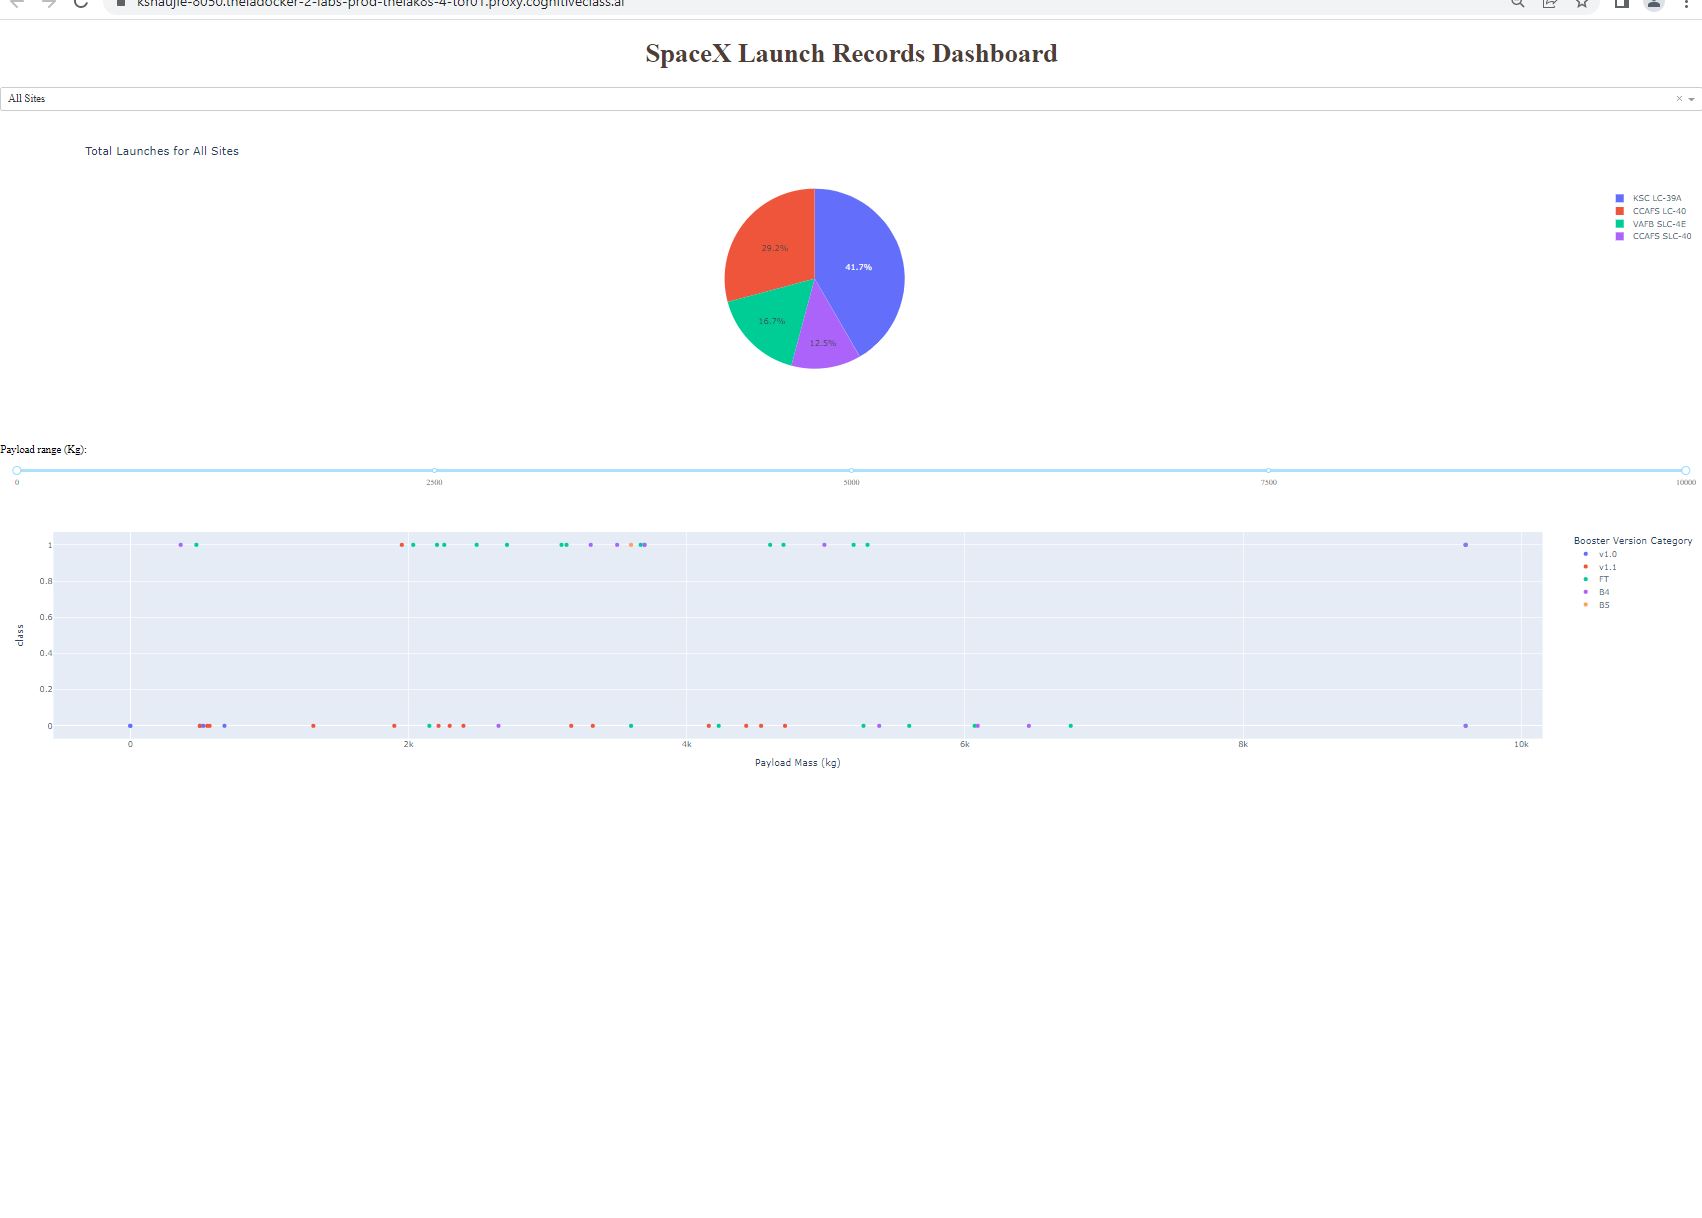 kshaujie-8050.theiadocker-2-labs-prod-theiak8s-4-tor01.proxy.cognitiveclass.ai
SpaceX Launch Records Dashboard
All Sites
Total Launches for All Sites
KSC LC-39A
CCAFS LC-40
VAFB SLC-4E
CCAFS SLC-40
29.2%
41.7%
16.7%
12.5%
Payload range (Kg):
0 2500 5000 7500 10000
Booster Version Category
v1.0
v1.1
FT
B4
B5
1
0.8
0.6
class
0.4
0.2
0
0 2k 4k 6k 8k 10k
Payload Mass (kg)